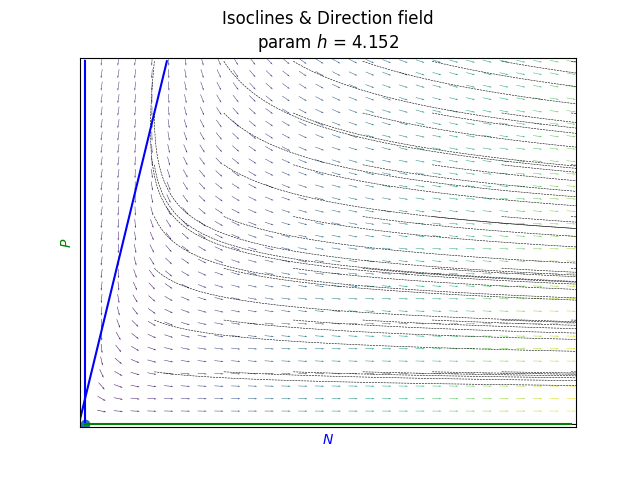 Isoclines & Direction field
param h = 4.152
P
N